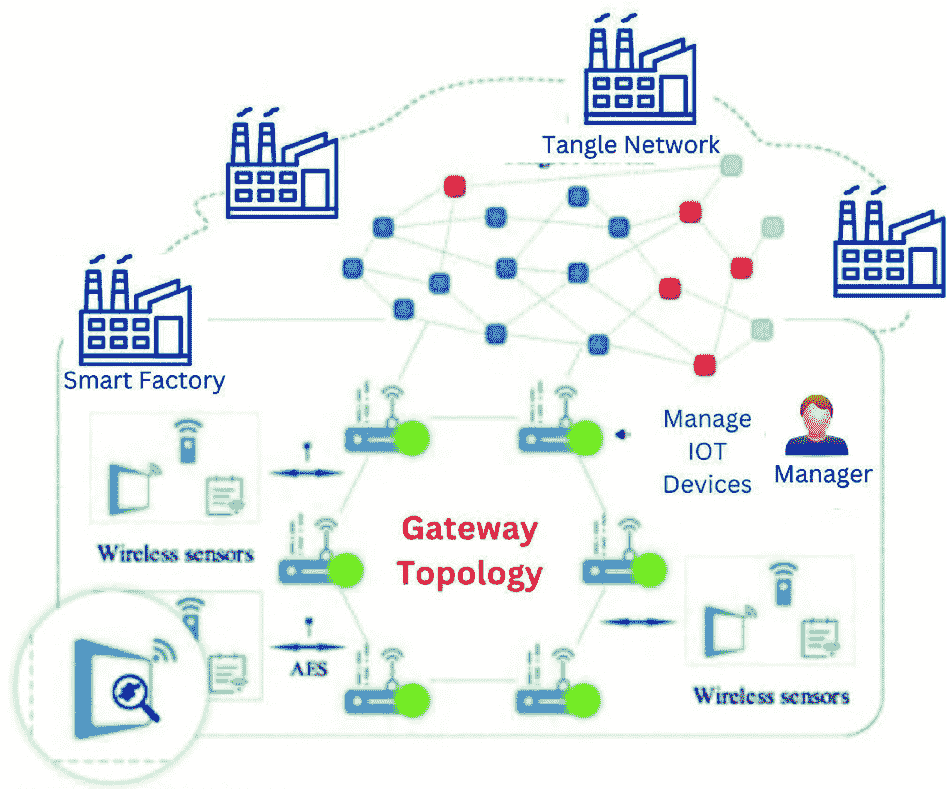 Tangle Network
Smart Factory
Manage
IOT
Devices
Manager
Wireless sensors
Gateway
Topology
AES
Wireless sensors